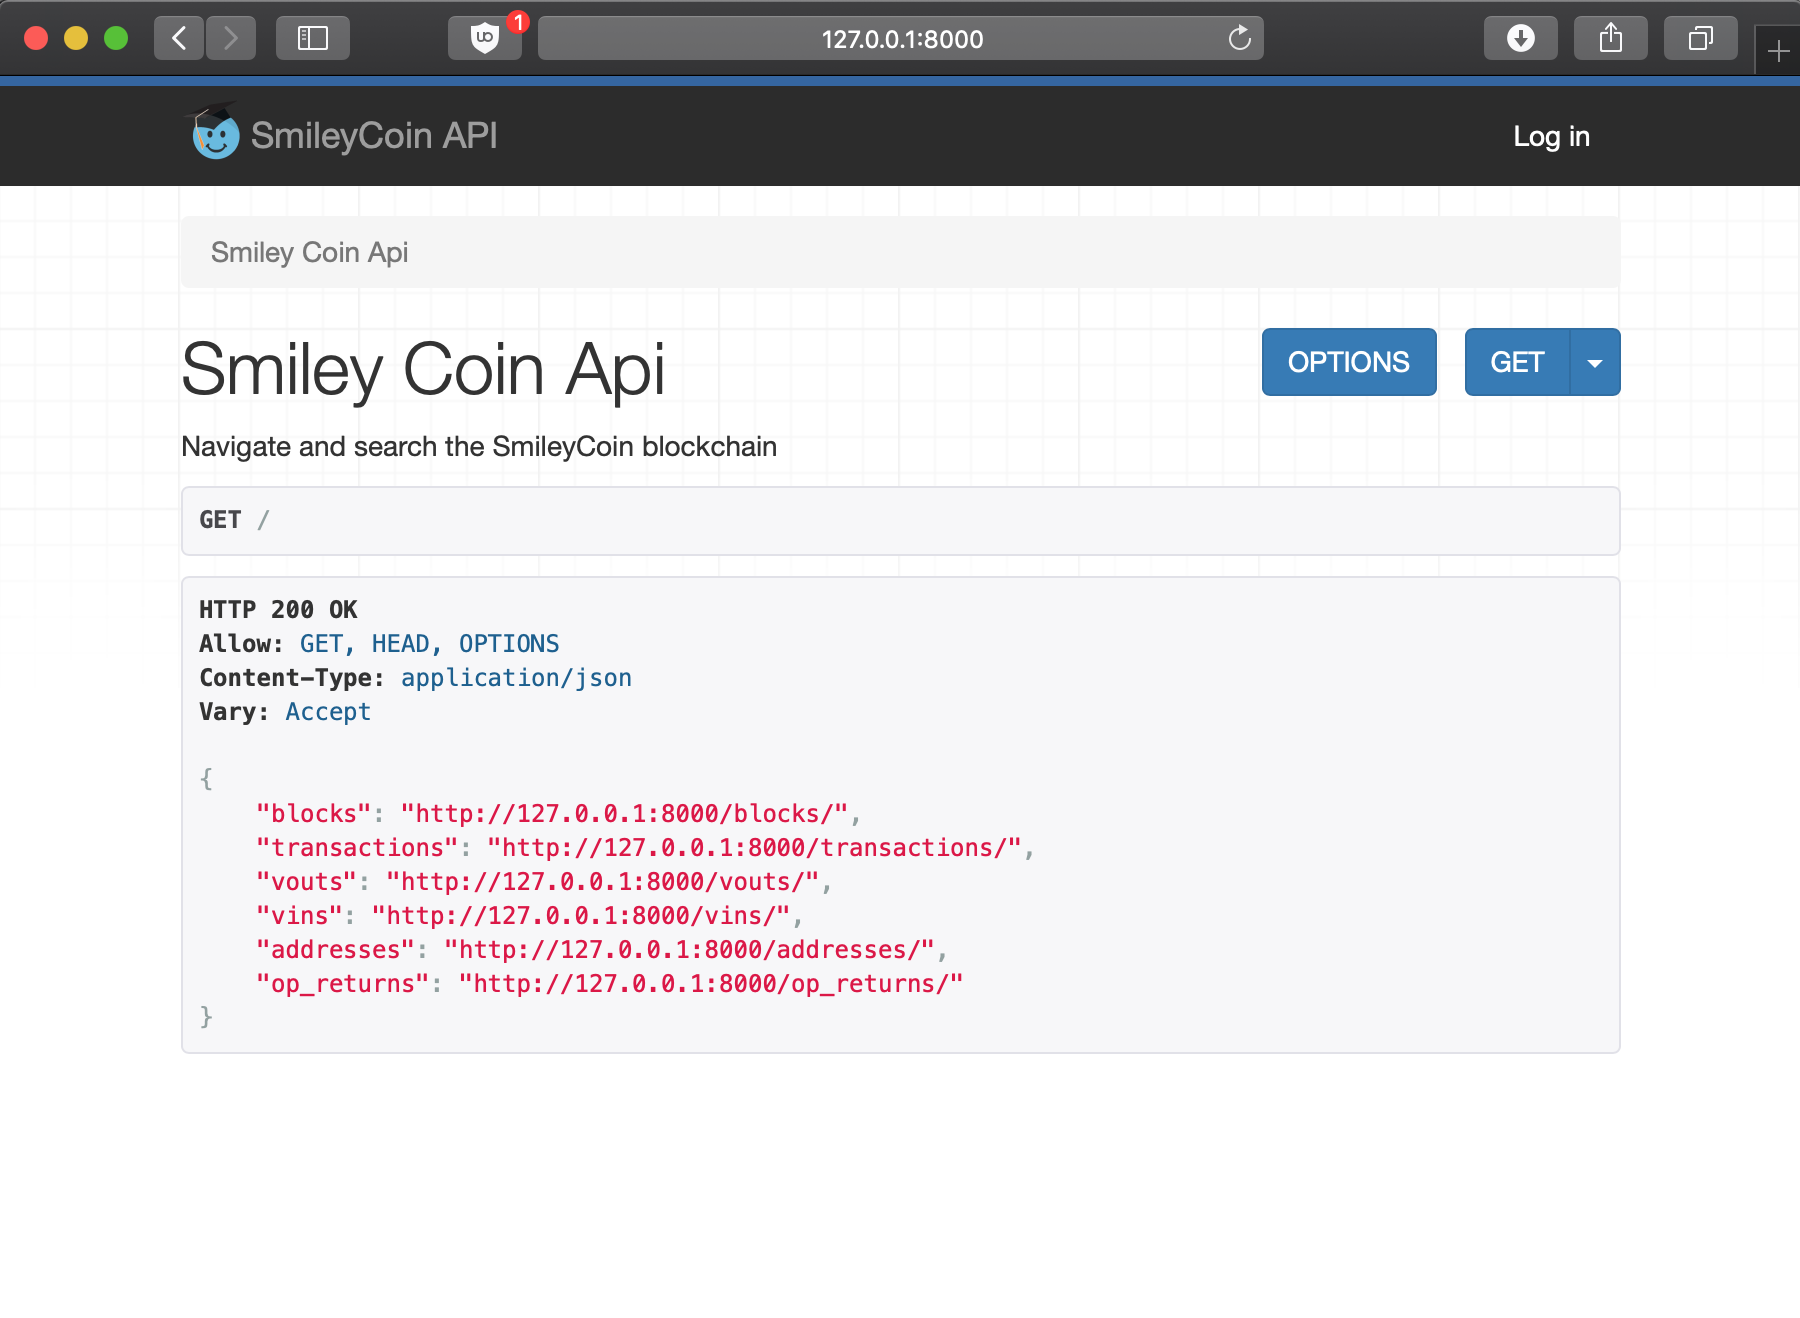 1
127.0.0.1:8000
SmileyCoin API
Log in
Smiley Coin Api
Smiley Coin Api
OPTIONS
GET
Navigate and search the SmileyCoin blockchain
GET /
HTTP 200 OK
Allow: GET, HEAD, OPTIONS
Content-Type: application/json
Vary: Accept
{
    "blocks": "http://127.0.0.1:8000/blocks/",
    "transactions": "http://127.0.0.1:8000/transactions/",
    "vouts": "http://127.0.0.1:8000/vouts/",
    "vins": "http://127.0.0.1:8000/vins/",
    "addresses": "http://127.0.0.1:8000/addresses/",
    "op_returns": "http://127.0.0.1:8000/op_returns/"
}